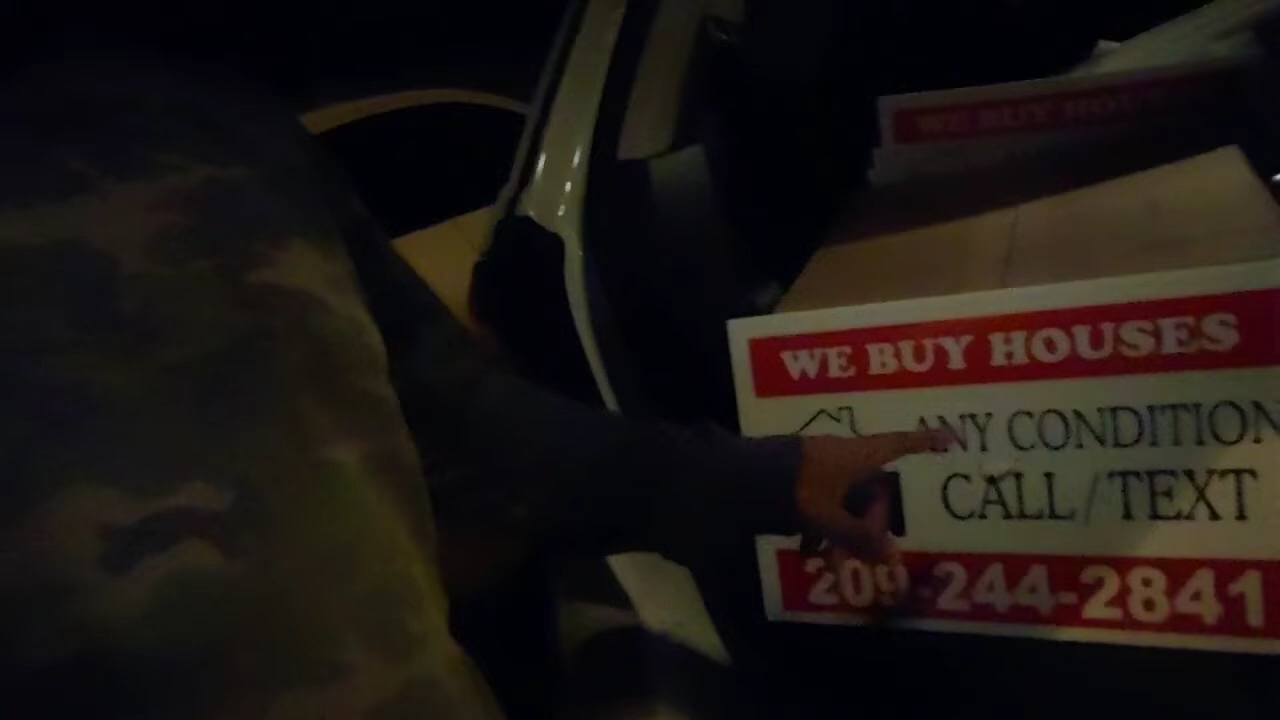 WE BUY HOUSES
WE BUY HOUSES
ANY CONDITION
CALL/TEXT
209-244-2841